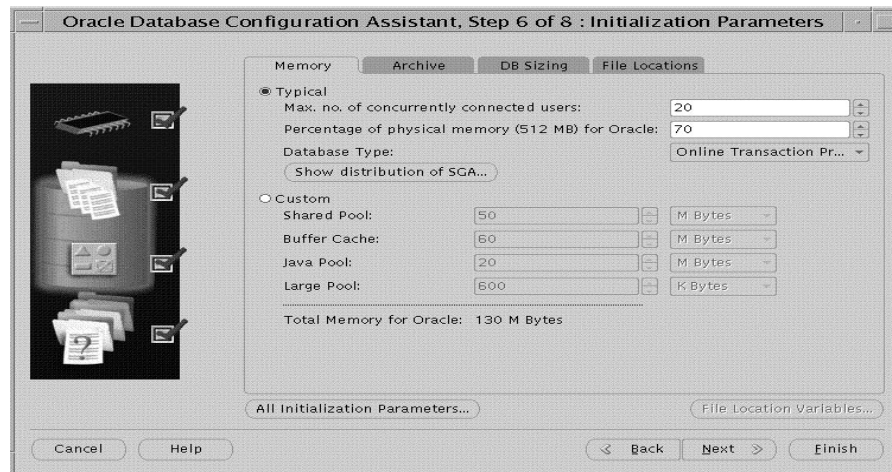 Oracle Database Configuration Assistant, Step 6 of 8 : Initialization Parameters
Memory Archive DB Sizing File Locations
Typical
Max. no. of concurrently connected users: 20
Percentage of physical memory (512 MB) for Oracle: 70
Database Type: Online Transaction Pr...
Show distribution of SGA...
Custom
Shared Pool: 50 M Bytes
Buffer Cache: 60 M Bytes
Java Pool: 20 M Bytes
Large Pool: 600 K Bytes
Total Memory for Oracle: 130 M Bytes
?
All Initialization Parameters... File Location Variables...
Cancel Help Back Next Finish